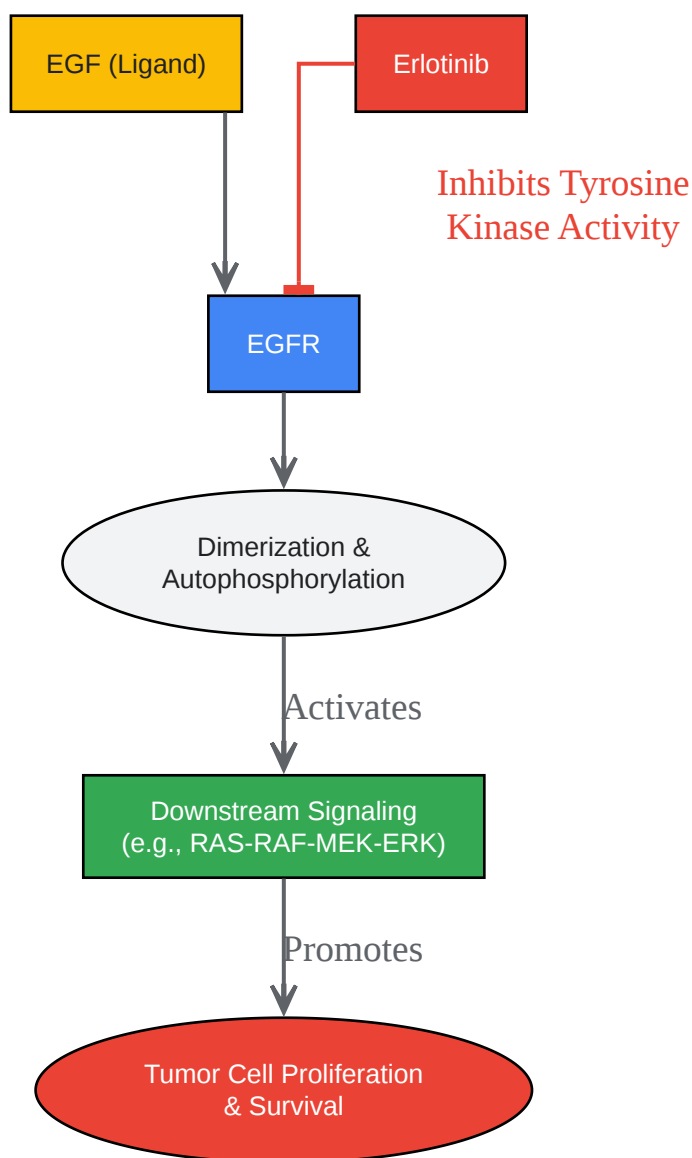 EGF (Ligand)
Erlotinib
Inhibits Tyrosine
Kinase Activity
EGFR
Dimerization &
Autophosphorylation
Activates
Downstream Signaling
(e.g., RAS-RAF-MEK-ERK)
Promotes
Tumor Cell Proliferation
& Survival